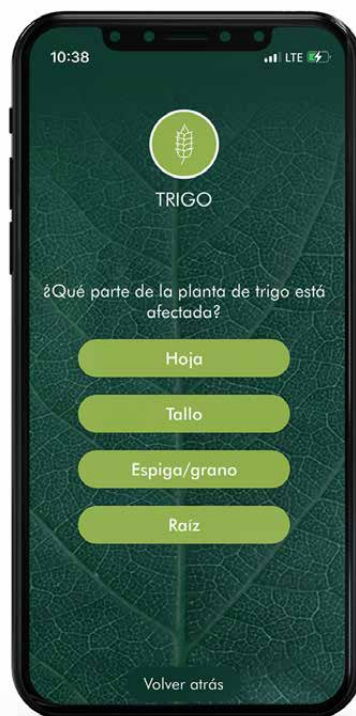 10:38
LTE
TRIGO
¿Qué parte de la planta de trigo está
afectada?
Hoja
Tallo
Espiga/grano
Raíz
Volver atrás